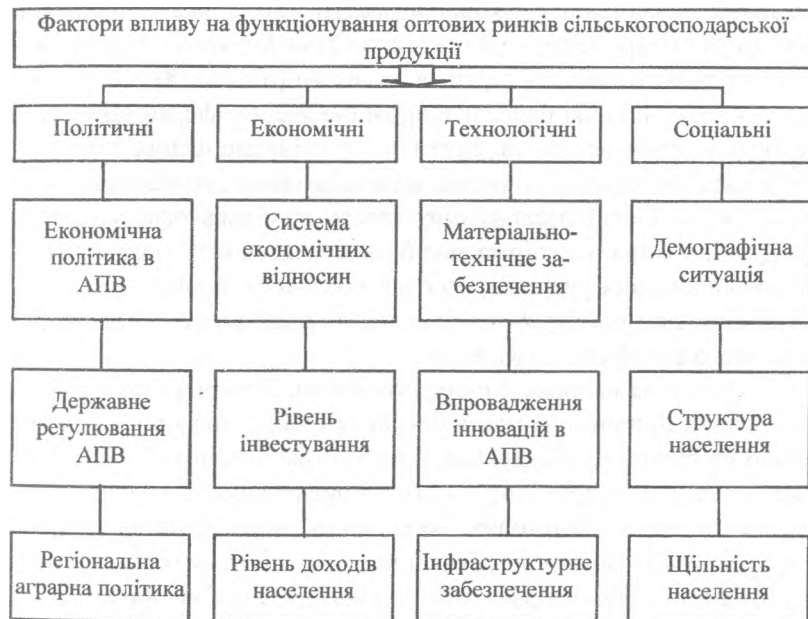 Фактори впливу на функціонування оптових ринків сільськогосподарської
продукції
Політичні
Економічні
Технологічні
Соціальні
Економічна
політика в
АПВ
Система
економічних
відносин
Матеріально-
технічне за-
безпечення
Демографічна
ситуація
Державне
регулювання
АПВ
Рівень
інвестування
Впровадження
інновацій в
АПВ
Структура
населення
Регіональна
аграрна політика
Рівень доходів
населення
Інфраструктурне
забезпечення
Щільність
населення